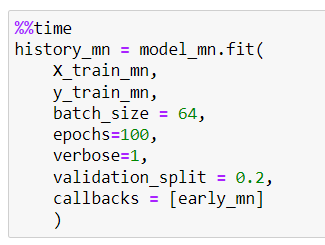 %%time
history_mn = model_mn.fit(
    X_train_mn,
    y_train_mn,
    batch_size = 64,
    epochs=100,
    verbose=1,
    validation_split = 0.2,
    callbacks = [early_mn]
    )